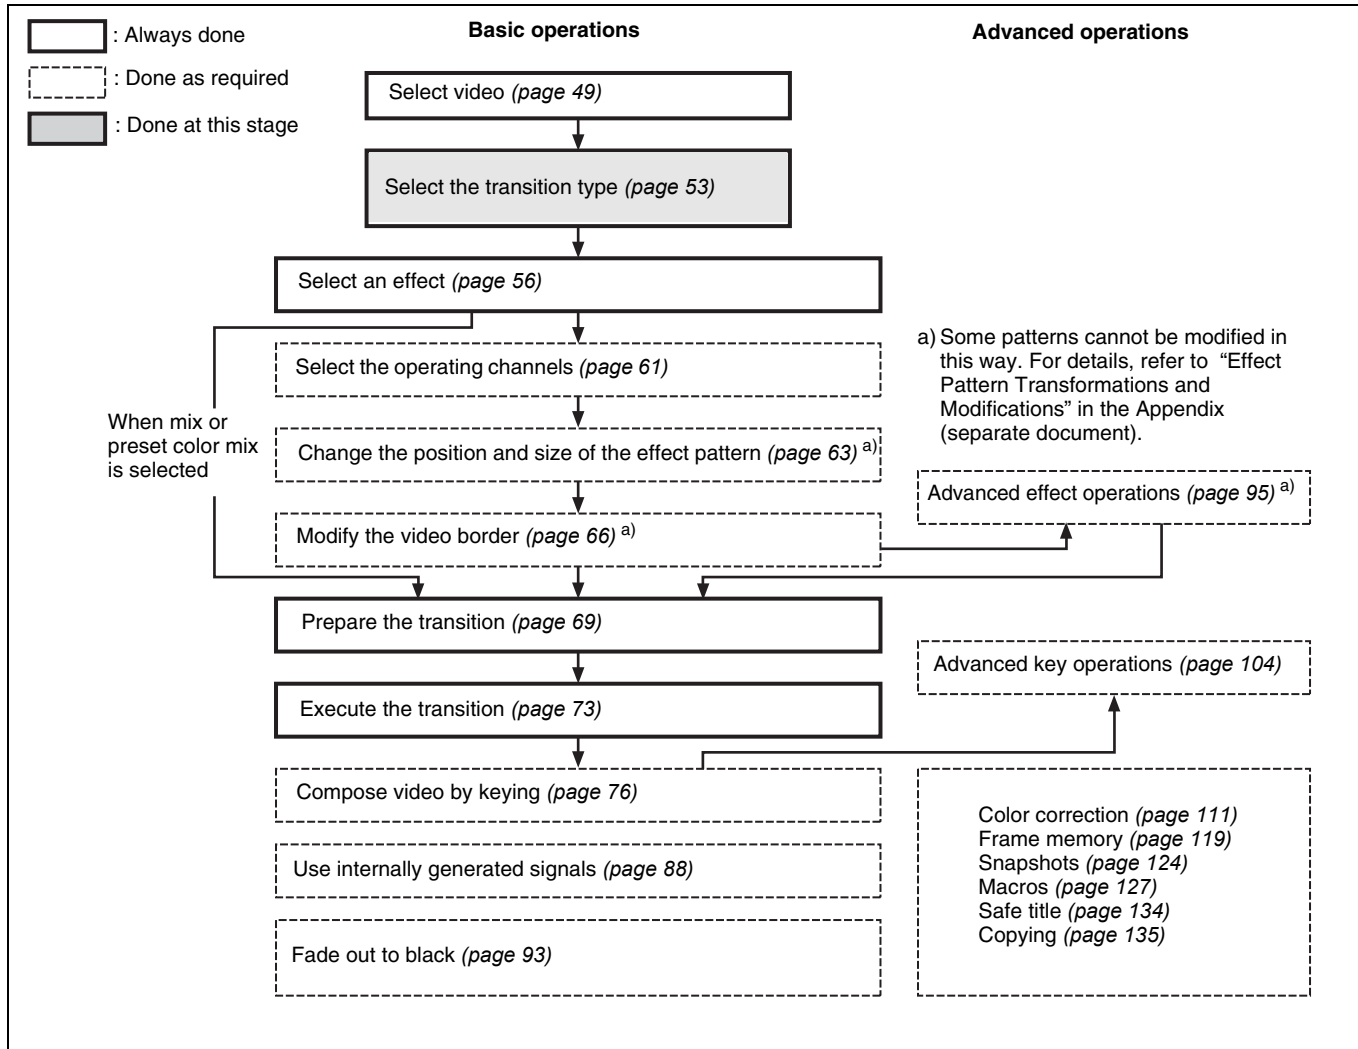 : Always done
: Done as required
: Done at this stage
Basic operations
Advanced operations
Select video (page 49)
Select the transition type (page 53)
Select an effect (page 56)
Select the operating channels (page 61)
When mix or
preset color mix
is selected
Change the position and size of the effect pattern (page 63) a)
Modify the video border (page 66) a)
a) Some patterns cannot be modified in
this way. For details, refer to “Effect
Pattern Transformations and
Modifications” in the Appendix
(separate document).
Advanced effect operations (page 95) a)
Prepare the transition (page 69)
Execute the transition (page 73)
Advanced key operations (page 104)
Compose video by keying (page 76)
Use internally generated signals (page 88)
Fade out to black (page 93)
Color correction (page 111)
Frame memory (page 119)
Snapshots (page 124)
Macros (page 127)
Safe title (page 134)
Copying (page 135)